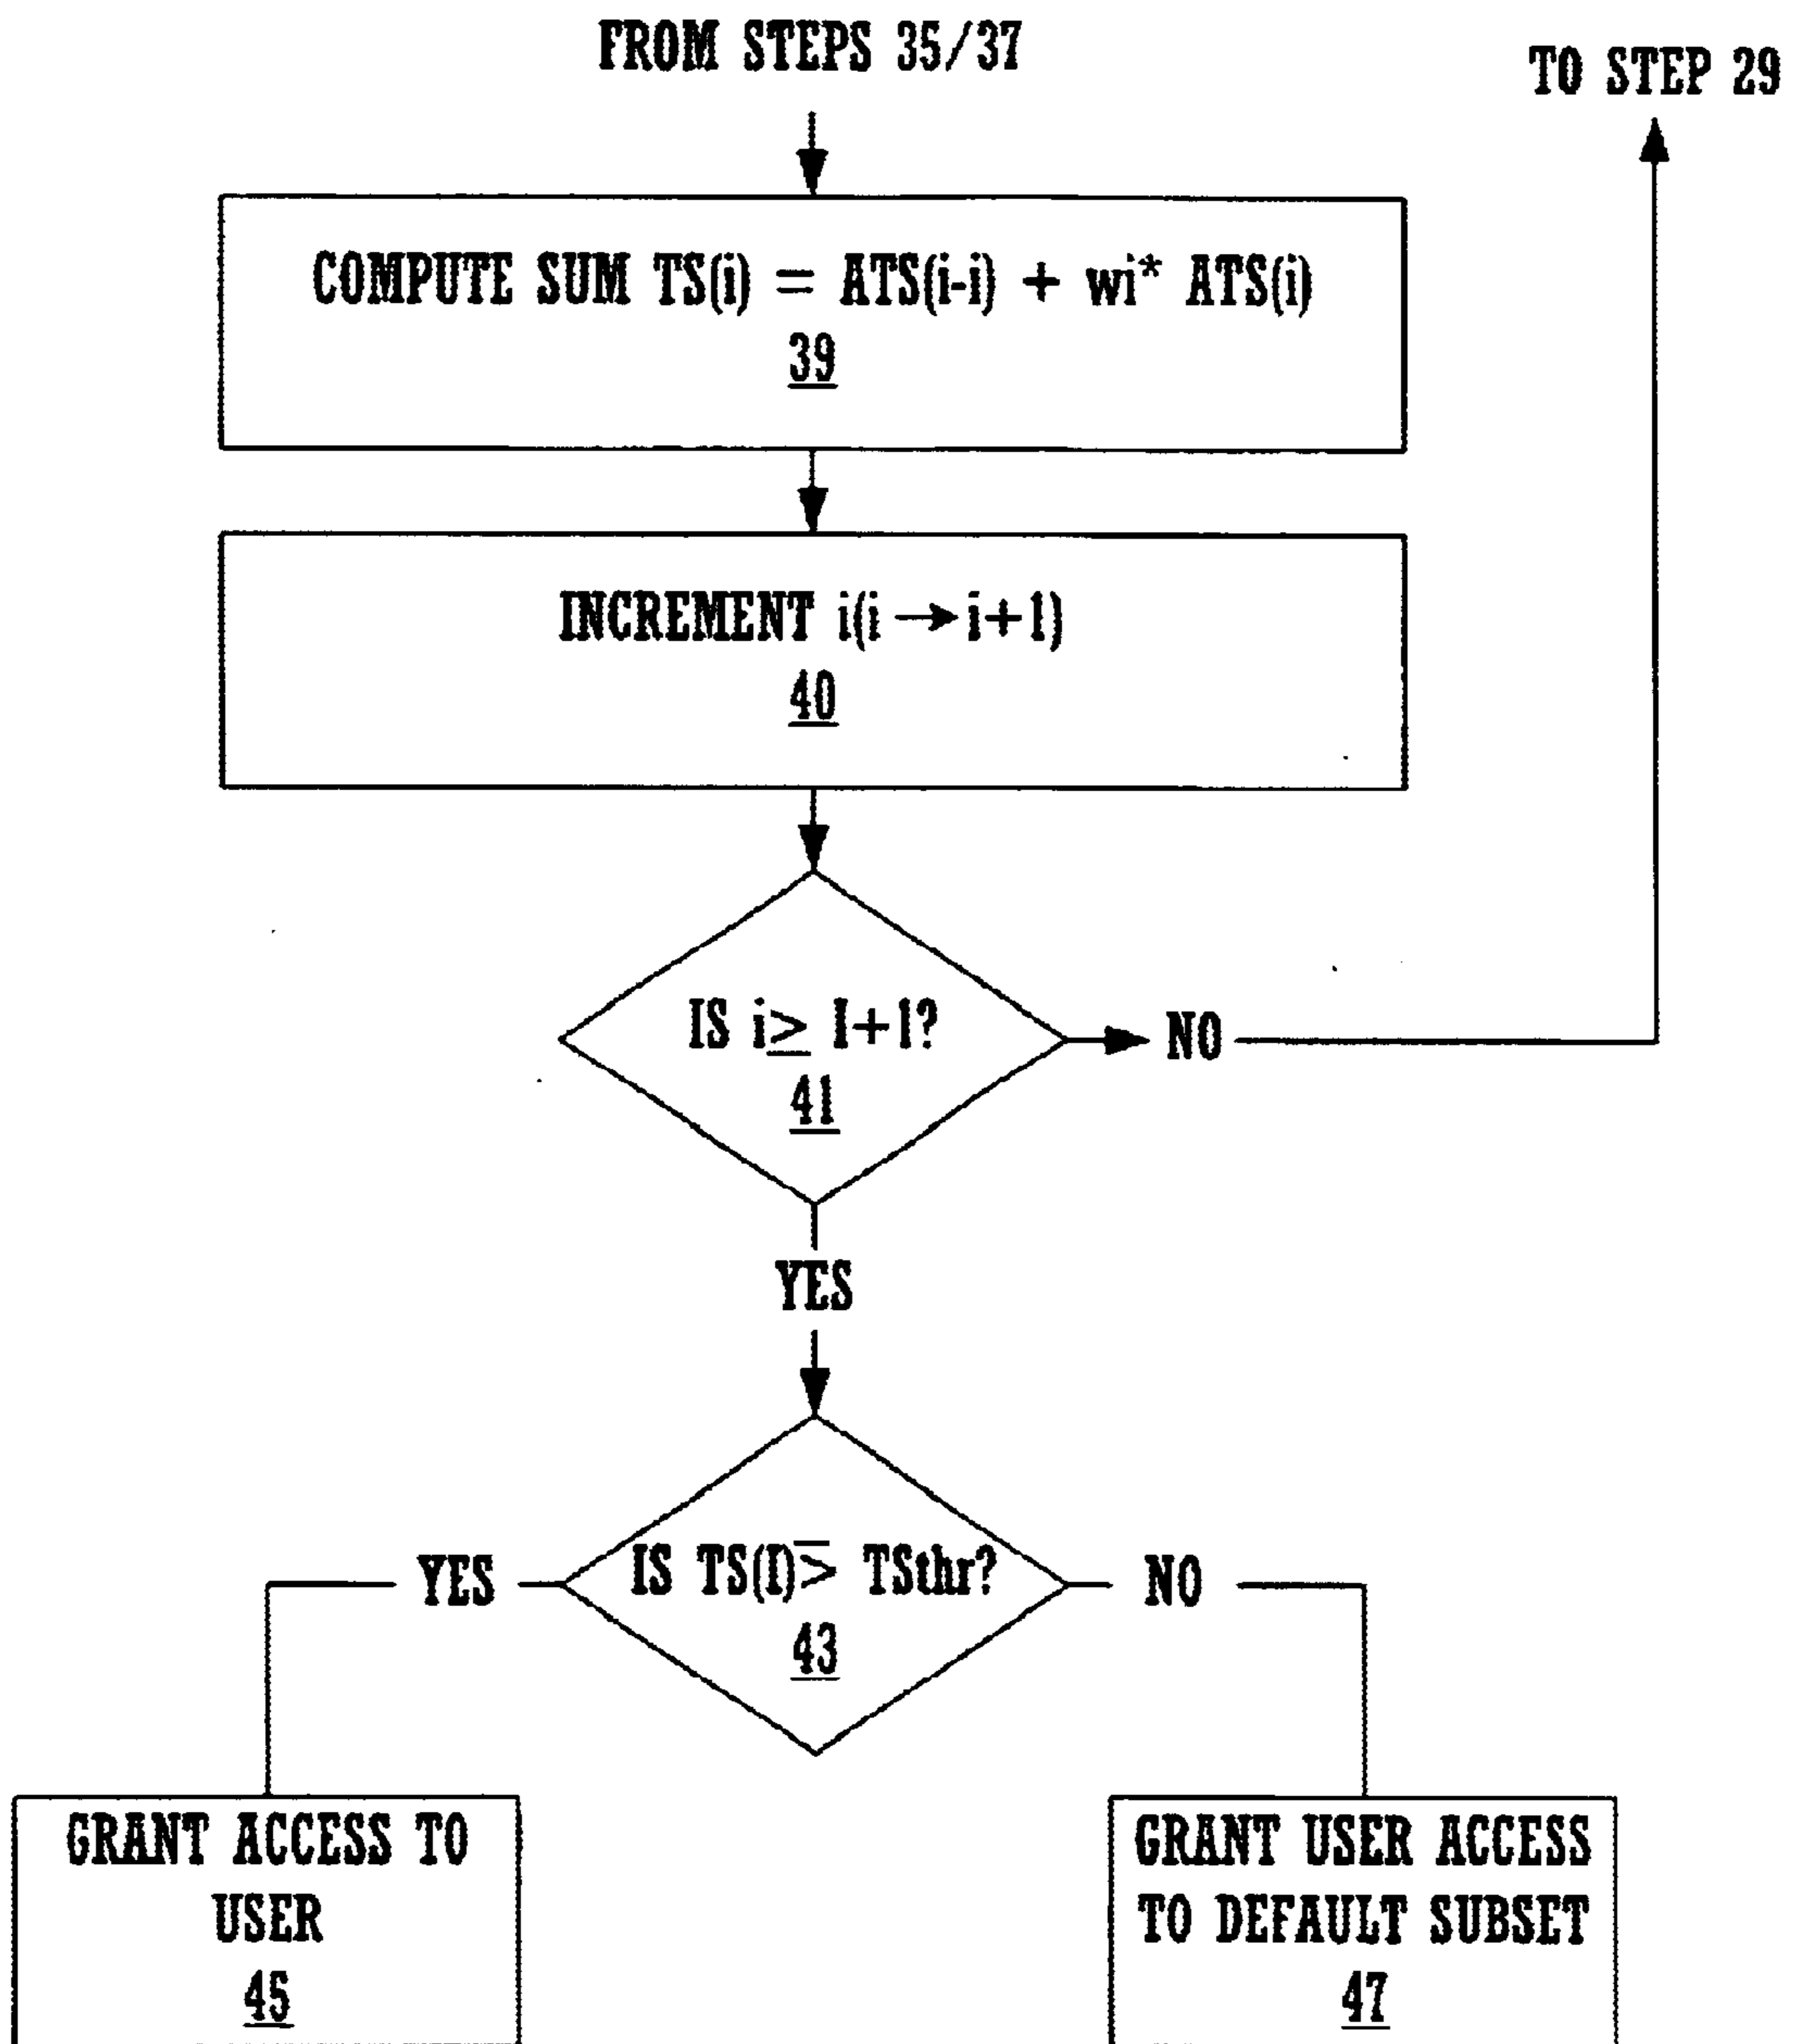 FROM STEPS 35/37
TO STEP 29
COMPUTE SUM TS(i) = ATS(i-i) + wi* ATS(i)
39
INCREMENT i(i → i+1)
40
IS i≥ I+1?
41
NO
YES
IS TS(I)≥ TSthr?
43
YES
NO
GRANT ACCESS TO
USER
45
GRANT USER ACCESS
TO DEFAULT SUBSET
47